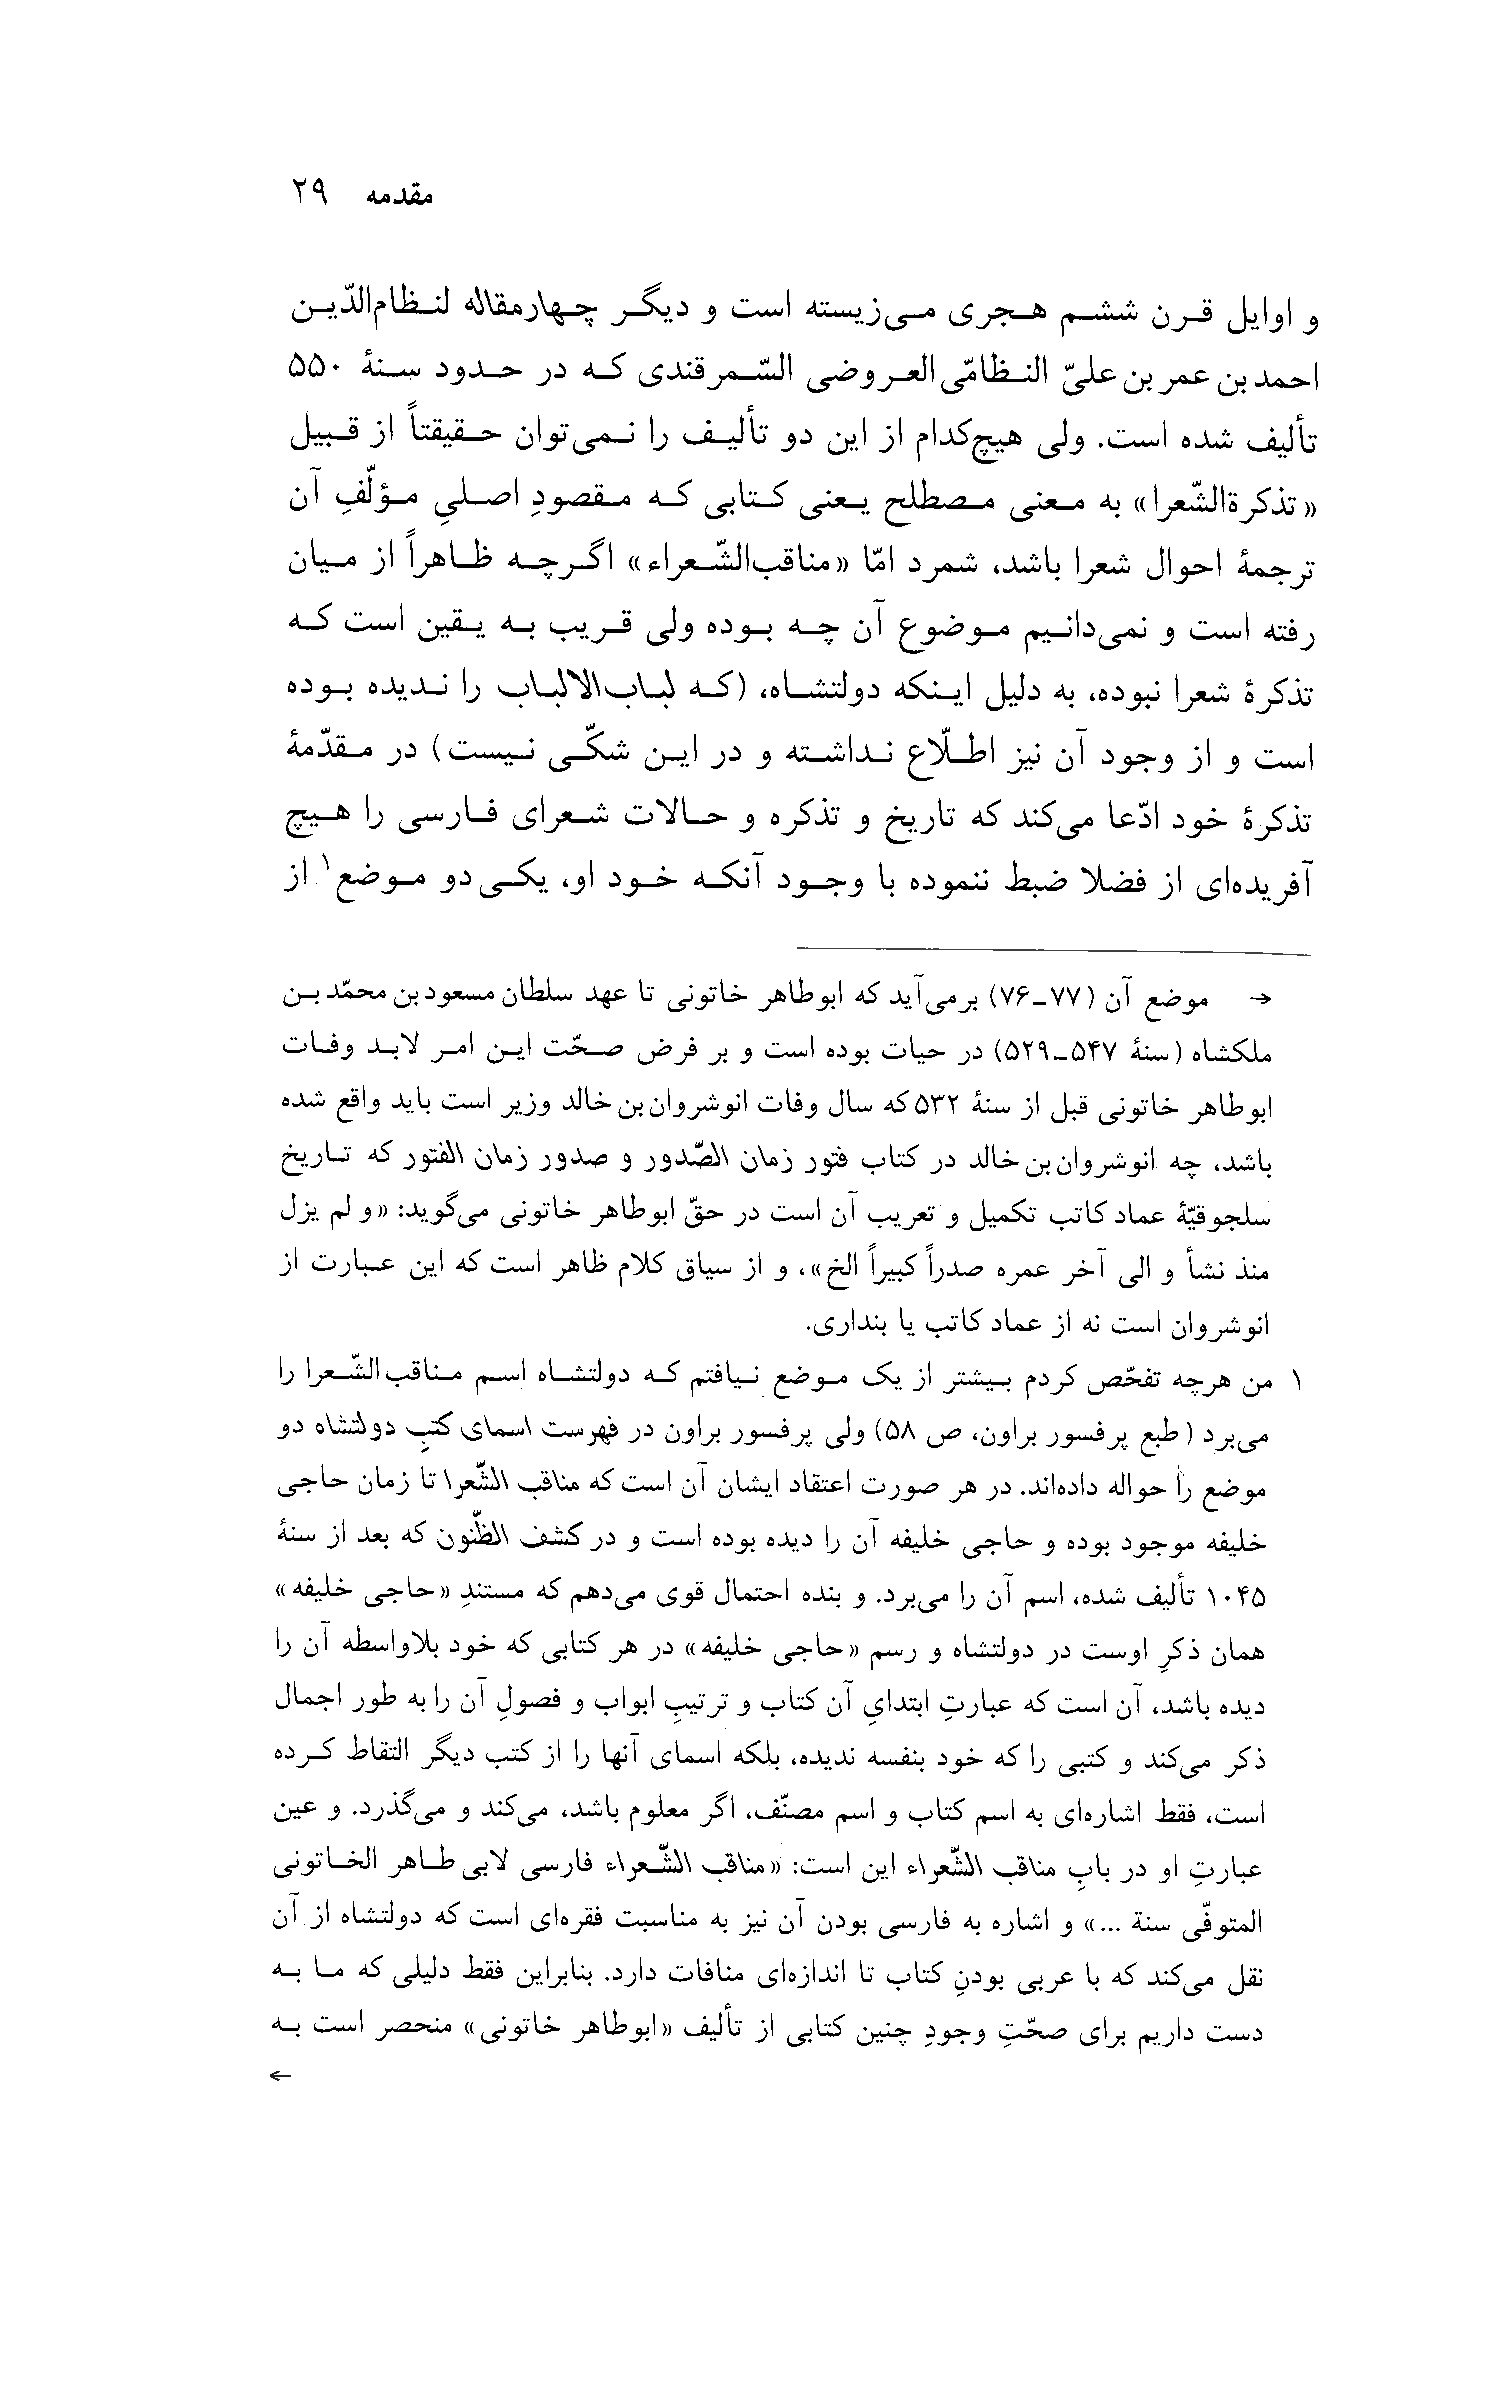 مقدمه ۲۹
و اوایل قرن ششم هجری می‌زیسته است و دیگر چهارمقاله لنظام‌الدّین
احمدبن عمربن علیّ النظامّی‌العروضی السّمرقندی که در حدود سنهٔ ۵۵۰
تألیف شده است. ولی هیچ‌کدام از این دو تألیف را نمی‌توان حقیقتاً از قبیل
«تذکرةالشّعرا» به معنی مصطلح یعنی کتابی که مقصودِ اصلیِ مؤلّفِ آن
ترجمهٔ احوال شعرا باشد، شمرد امّا «مناقب‌الشّعراء» اگرچه ظاهراً از میان
رفته است و نمی‌دانیم موضوع آن چه بوده ولی قریب به یقین است که
تذکرهٔ شعرا نبوده، به دلیل اینکه دولتشاه، (که لباب‌الالباب را ندیده بوده
است و از وجود آن نیز اطلّاع نداشته و در این شکّی نیست) در مقدّمهٔ
تذکرهٔ خود ادّعا می‌کند که تاریخ و تذکره و حالات شعرای فارسی را هیچ
آفریده‌ای از فضلا ضبط ننموده با وجود آنکه خود او، یکی دو موضع۱ از
→ موضع آن (۷۷ـ۷۶) برمی‌آید که ابوطاهر خاتونی تا عهد سلطان مسعودبن محمّدبن
ملکشاه (سنهٔ ۵۴۷ـ۵۲۹) در حیات بوده است و بر فرض صحّت این امر لابد وفات
ابوطاهر خاتونی قبل از سنهٔ ۵۳۲ که سال وفات انوشروان‌بن خالد وزیر است باید واقع شده
باشد، چه انوشروان‌بن خالد در کتاب فتور زمان الصّدور و صدور زمان الفتور که تاریخ
سلجوقیّهٔ عماد کاتب تکمیل و تعریب آن است در حقّ ابوطاهر خاتونی می‌گوید: «و لم یزل
منذ نشأ و الی آخر عمره صدراً کبیراً الخ»، و از سیاق کلام ظاهر است که این عبارت از
انوشروان است نه از عماد کاتب یا بنداری.
۱ من هرچه تفحّص کردم بیشتر از یک موضع نیافتم که دولتشاه اسم مناقب‌الشّعرا را
می‌برد (طبع پرفسور براون، ص ۵۸) ولی پرفسور براون در فهرست اسمای کتبِ دولتشاه دو
موضع را حواله داده‌اند. در هر صورت اعتقاد ایشان آن است که مناقب الشّعرا تا زمان حاجی
خلیفه موجود بوده و حاجی خلیفه آن را دیده بوده است و در کشف الظّنون که بعد از سنهٔ
۱۰۴۵ تألیف شده، اسم آن را می‌برد. و بنده احتمال قوی می‌دهم که مستندِ «حاجی خلیفه»
همان ذکرِ اوست در دولتشاه و رسم «حاجی خلیفه» در هر کتابی که خود بلاواسطه آن را
دیده باشد، آن است که عبارتِ ابتدایِ آن کتاب و ترتیبِ ابواب و فصولِ آن را به طور اجمال
ذکر می‌کند و کتبی را که خود بنفسه ندیده، بلکه اسمای آنها را از کتب دیگر التقاط کرده
است، فقط اشاره‌ای به اسم کتاب و اسم مصنّف، اگر معلوم باشد، می‌کند و می‌گذرد. و عین
عبارتِ او در بابِ مناقب الشّعراء این است: «مناقب الشّعراء فارسی لابی طاهر الخاتونی
المتوفّی سنة ...» و اشاره به فارسی بودن آن نیز به مناسبت فقره‌ای است که دولتشاه از آن
نقل می‌کند که با عربی بودنِ کتاب تا اندازه‌ای منافات دارد. بنابراین فقط دلیلی که ما به
دست داریم برای صحّتِ وجودِ چنین کتابی از تألیف «ابوطاهر خاتونی» منحصر است به
←